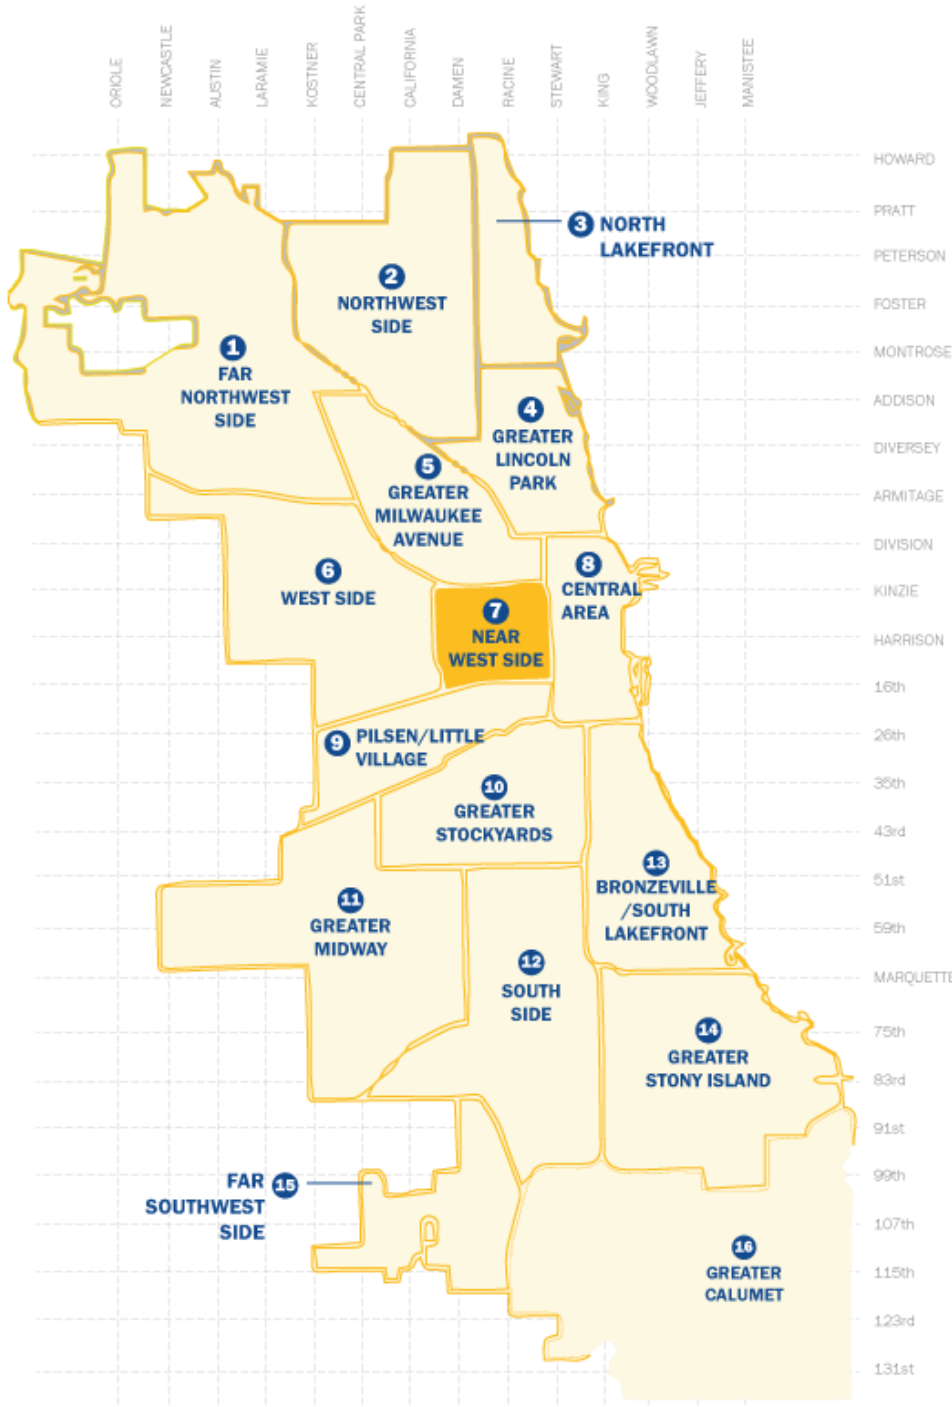 ORIOLE
NEWCASTLE
AUSTIN
LARAMIE
KOSTNER
CENTRAL PARK
CALIFORNIA
DAMEN
RACINE
STEWART
KING
WOODLAWN
JEFFERY
MANISTEE
HOWARD
PRATT
PETERSON
FOSTER
MONTROSE
ADDISON
DIVERSEY
ARMITAGE
DIVISION
KINZIE
HARRISON
16th
26th
35th
43rd
51st
59th
MARQUETTE
75th
83rd
91st
99th
107th
115th
123rd
131st
1
FAR
NORTHWEST
SIDE
2
NORTHWEST
SIDE
3 NORTH
LAKEFRONT
4
GREATER
LINCOLN
PARK
5
GREATER
MILWAUKEE
AVENUE
6
WEST SIDE
7
NEAR
WEST SIDE
8
CENTRAL
AREA
9 PILSEN/LITTLE
VILLAGE
10
GREATER
STOCKYARDS
11
GREATER
MIDWAY
12
SOUTH
SIDE
13
BRONZEVILLE
/SOUTH
LAKEFRONT
14
GREATER
STONY ISLAND
FAR 15
SOUTHWEST
SIDE
16
GREATER
CALUMET